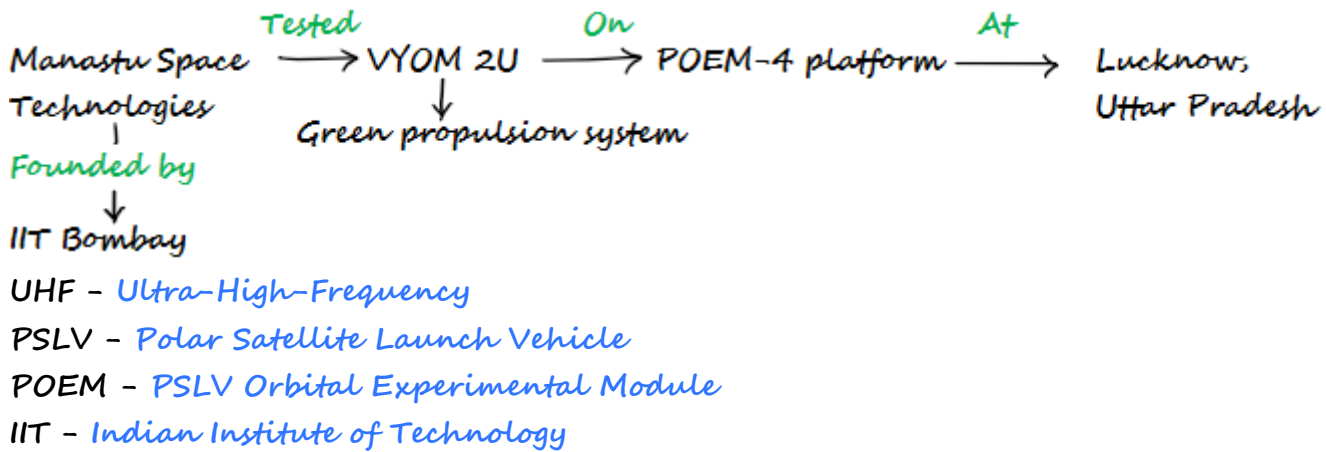 Tested On At
Manastu Space → VYOM 2U → POEM-4 platform → Lucknow,
Technologies ↓ Uttar Pradesh
Green propulsion system
Founded by
↓
IIT Bombay
UHF - Ultra-High-Frequency
PSLV - Polar Satellite Launch Vehicle
POEM - PSLV Orbital Experimental Module
IIT - Indian Institute of Technology